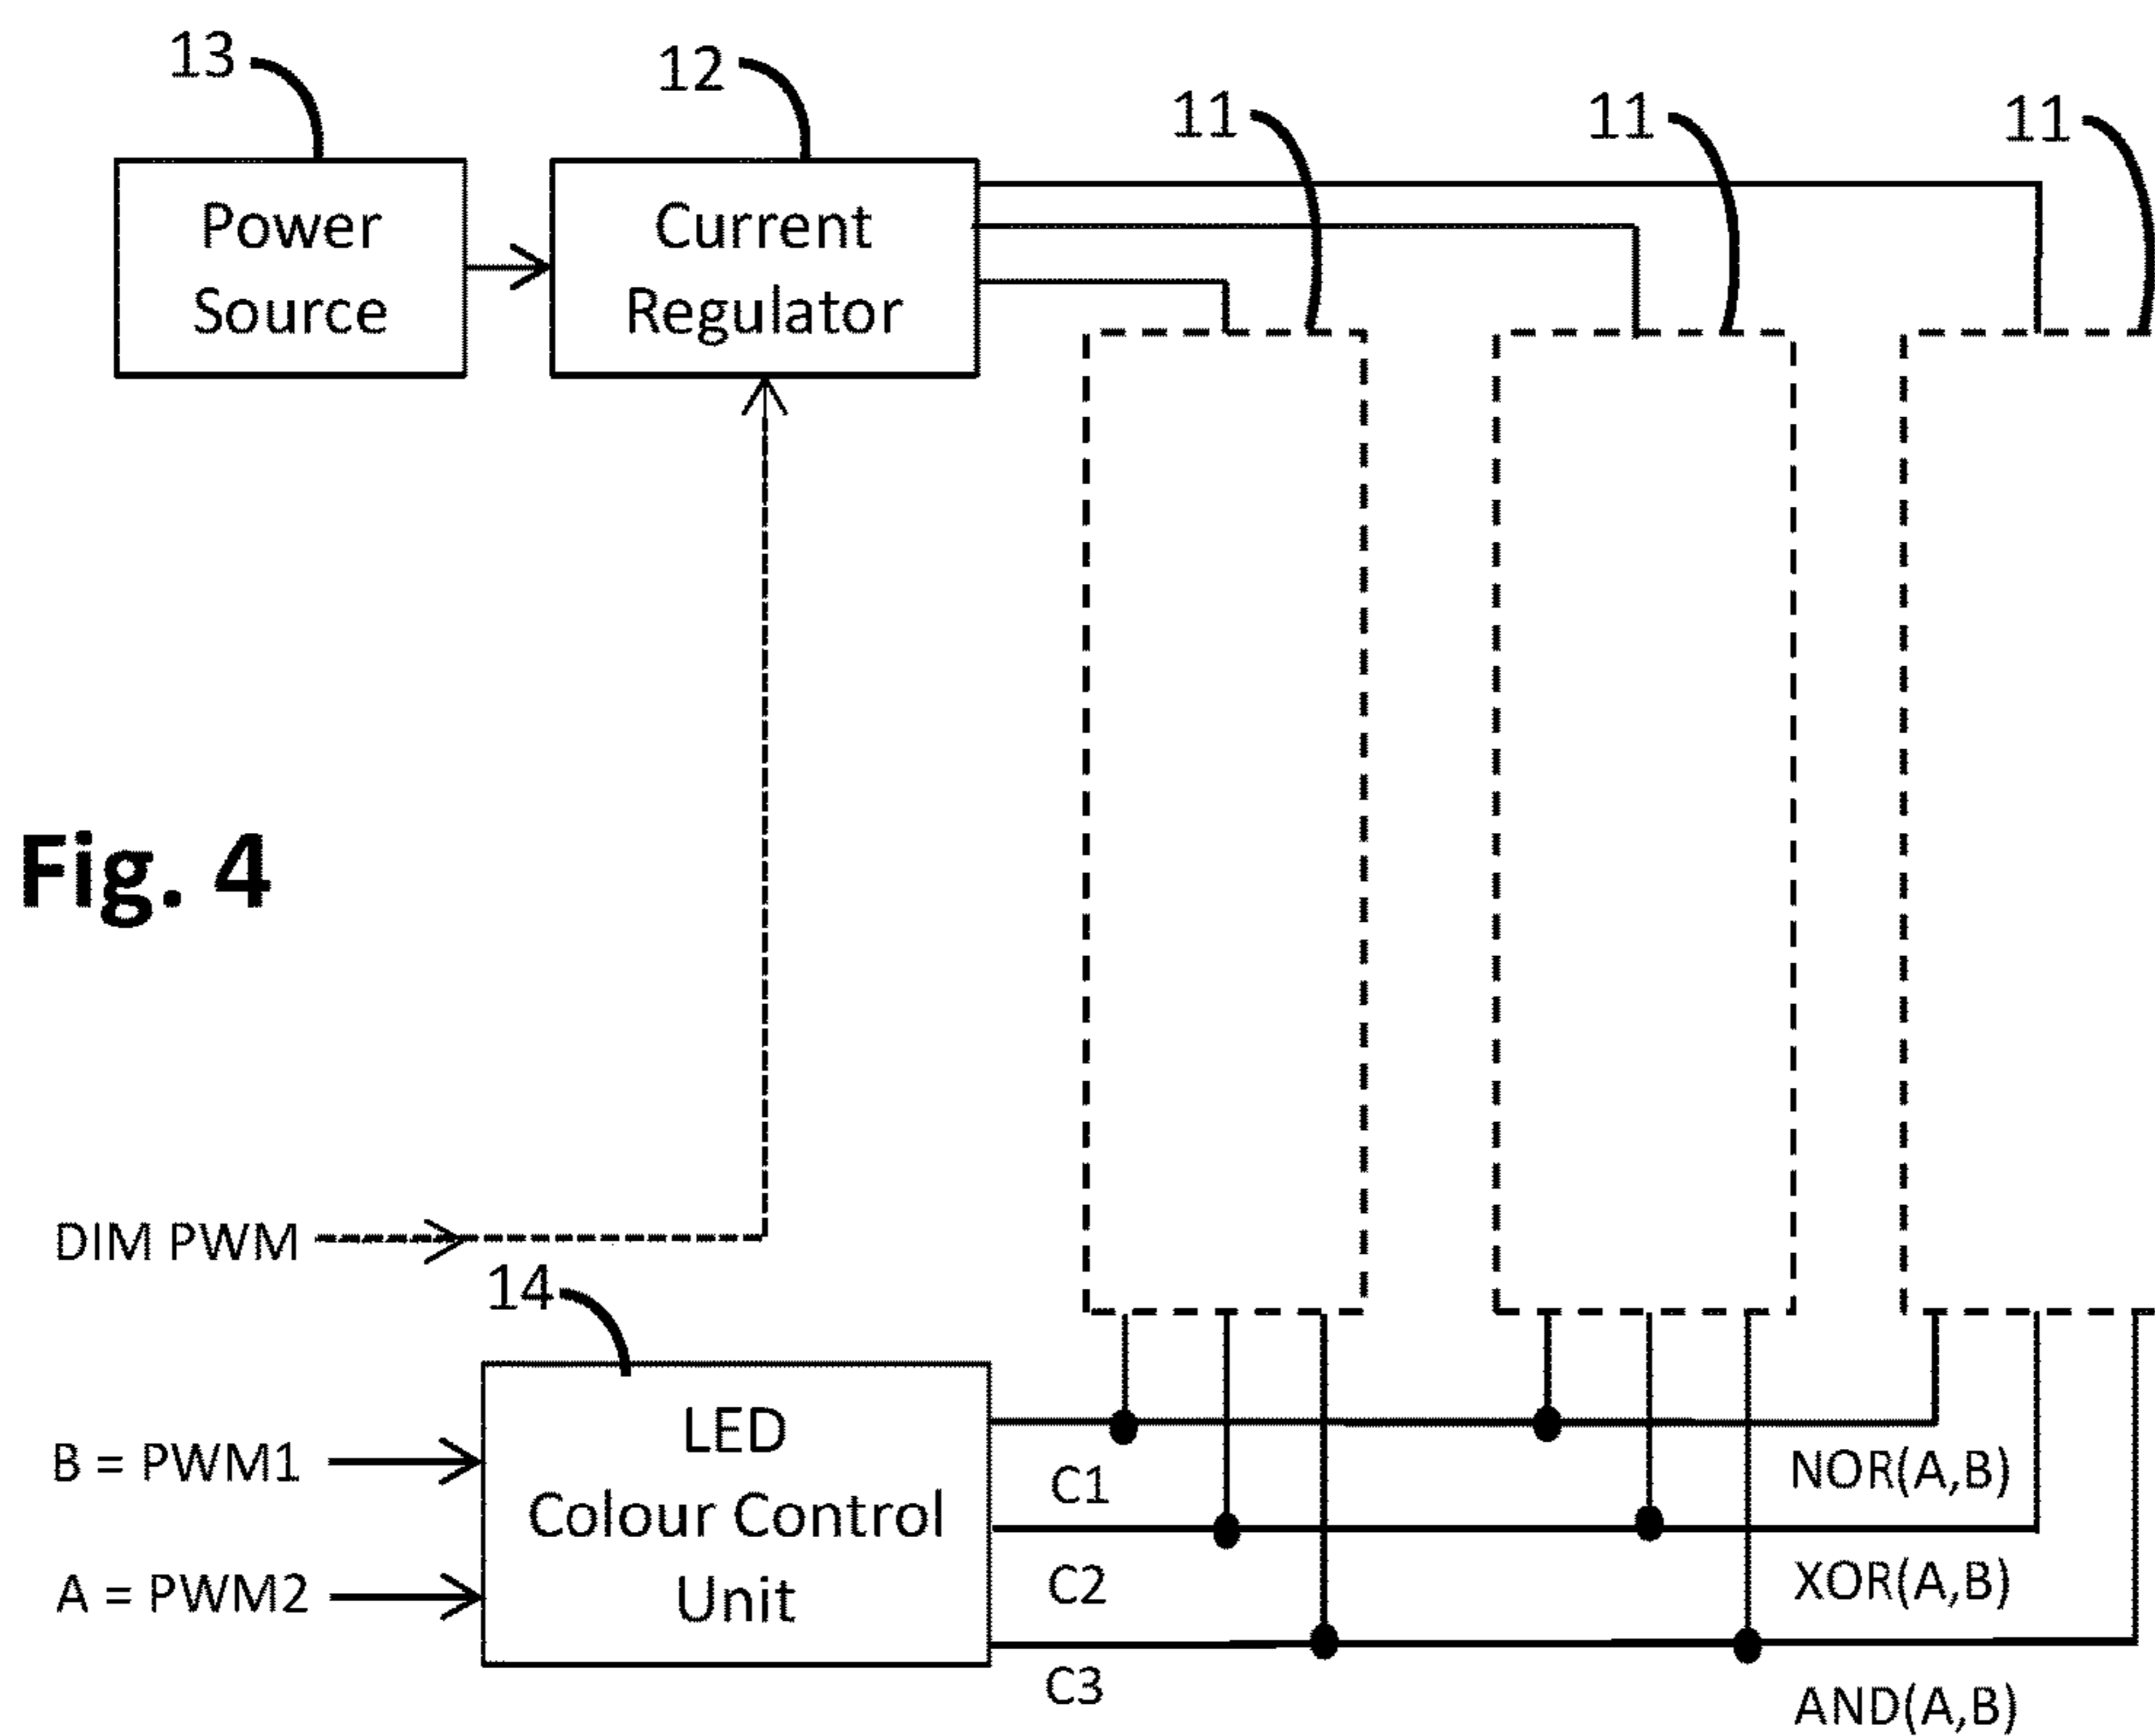 13
12
11
11
11
Power
Source
Current
Regulator
Fig. 4
DIM PWM
14
LED
Colour Control
Unit
B = PWM1
A = PWM2
C1
NOR(A,B)
C2
XOR(A,B)
C3
AND(A,B)